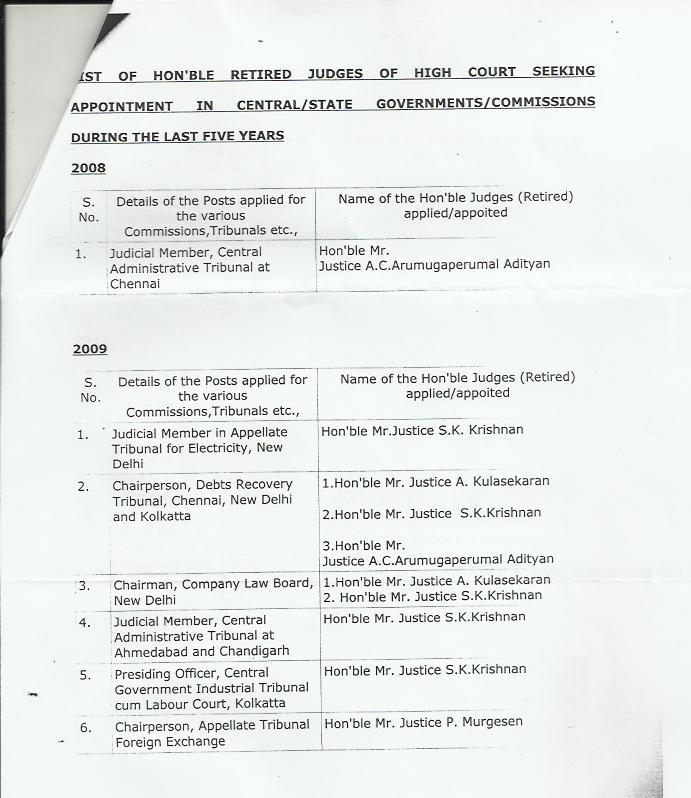 IST OF HON'BLE RETIRED JUDGES OF HIGH COURT SEEKING
APPOINTMENT IN CENTRAL/STATE GOVERNMENTS/COMMISSIONS
DURING THE LAST FIVE YEARS
2008
S. No. Details of the Posts applied for the various Commissions,Tribunals etc., Name of the Hon'ble Judges (Retired) applied/appoited
1. Judicial Member, Central Administrative Tribunal at Chennai Hon'ble Mr. Justice A.C.Arumugaperumal Adityan
2009
S. No. Details of the Posts applied for the various Commissions,Tribunals etc., Name of the Hon'ble Judges (Retired) applied/appoited
1. Judicial Member in Appellate Tribunal for Electricity, New Delhi Hon'ble Mr.Justice S.K. Krishnan
2. Chairperson, Debts Recovery Tribunal, Chennai, New Delhi and Kolkatta 1.Hon'ble Mr. Justice A. Kulasekaran
2.Hon'ble Mr. Justice S.K.Krishnan
3.Hon'ble Mr. Justice A.C.Arumugaperumal Adityan
3. Chairman, Company Law Board, New Delhi 1.Hon'ble Mr. Justice A. Kulasekaran
2. Hon'ble Mr. Justice S.K.Krishnan
4. Judicial Member, Central Administrative Tribunal at Ahmedabad and Chandigarh Hon'ble Mr. Justice S.K.Krishnan
5. Presiding Officer, Central Government Industrial Tribunal cum Labour Court, Kolkatta Hon'ble Mr. Justice S.K.Krishnan
6. Chairperson, Appellate Tribunal Foreign Exchange Hon'ble Mr. Justice P. Murgesen